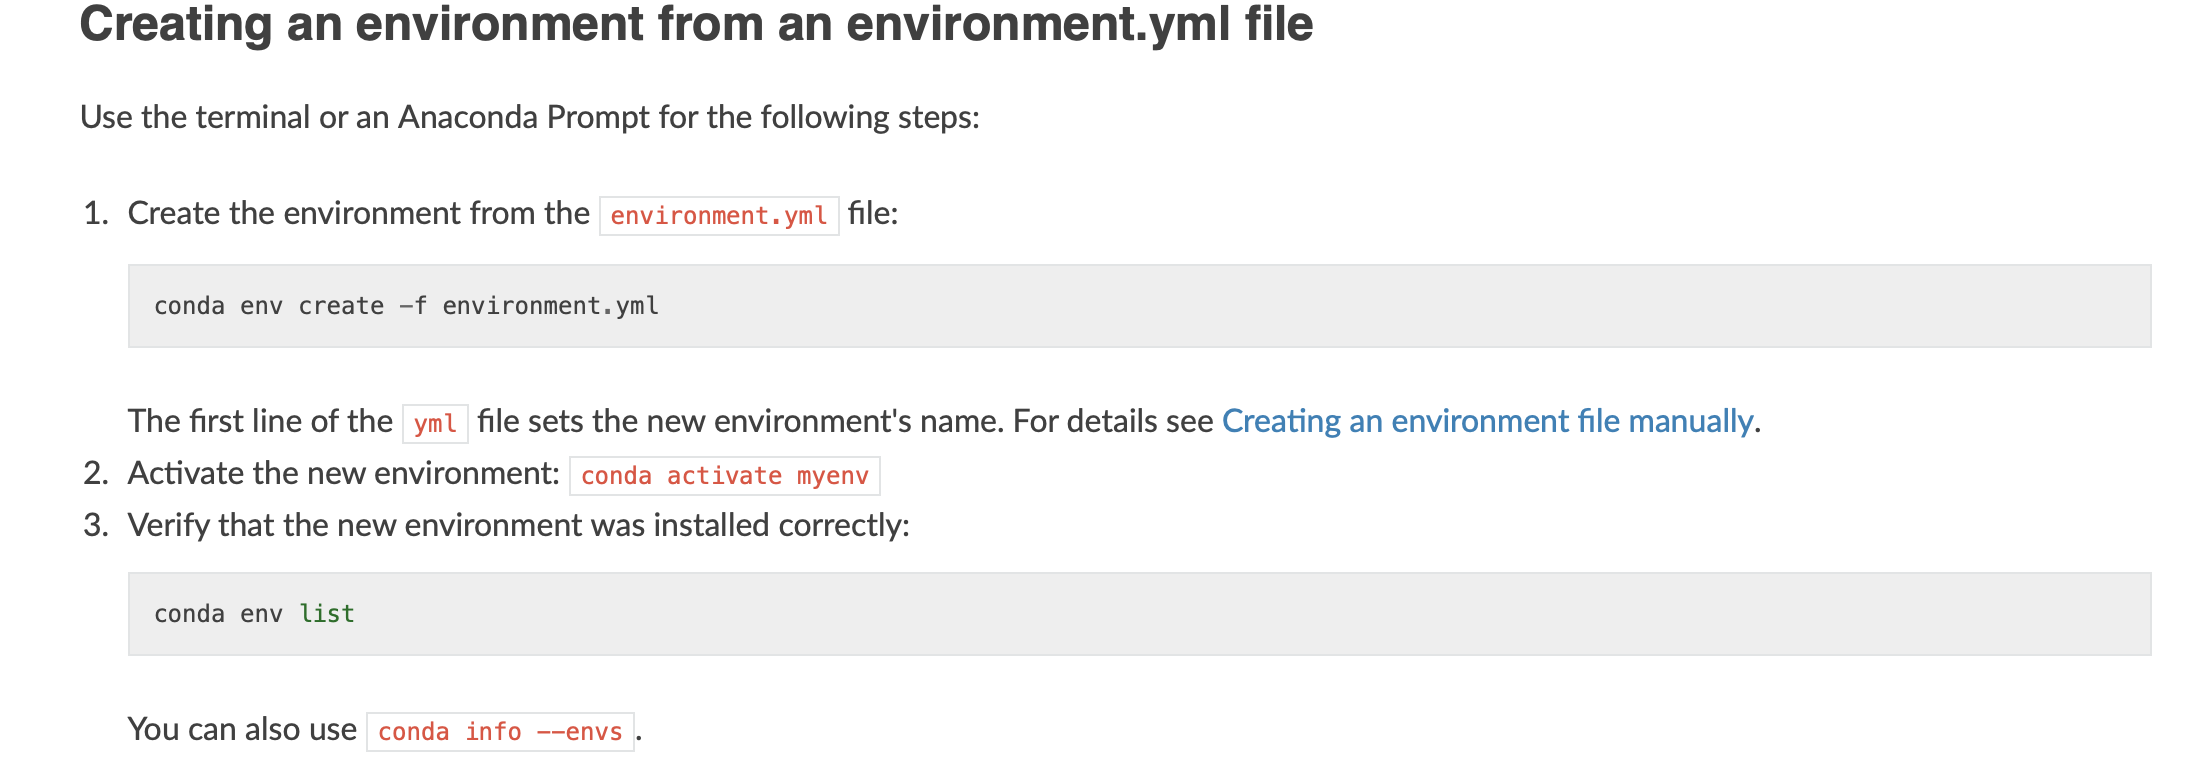 Creating an environment from an environment.yml file
Use the terminal or an Anaconda Prompt for the following steps:
1. Create the environment from the environment.yml file:
conda env create -f environment.yml
The first line of the yml file sets the new environment's name. For details see Creating an environment file manually.
2. Activate the new environment: conda activate myenv
3. Verify that the new environment was installed correctly:
conda env list
You can also use conda info --envs.